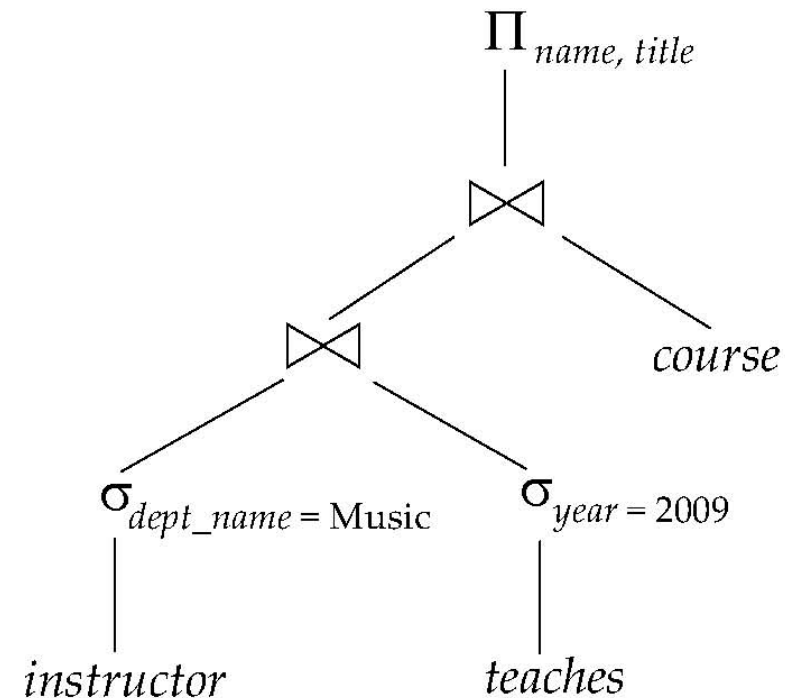 Π name, title
⋈
⋈
course
σ dept_name = Music
σ year = 2009
instructor
teaches